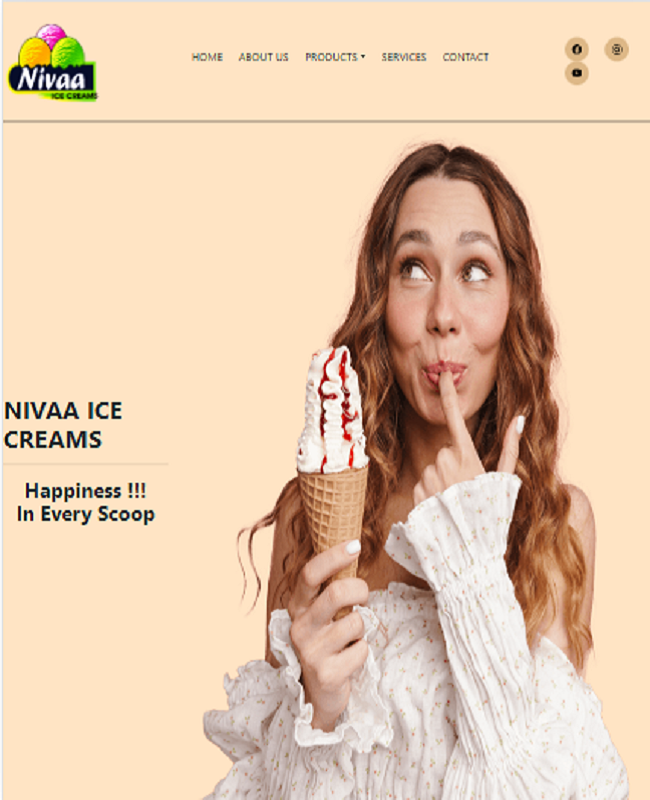 Nivaa
ICE CREAMS
HOME ABOUT US PRODUCTS SERVICES CONTACT
NIVAA ICE
CREAMS
Happiness !!!
In Every Scoop